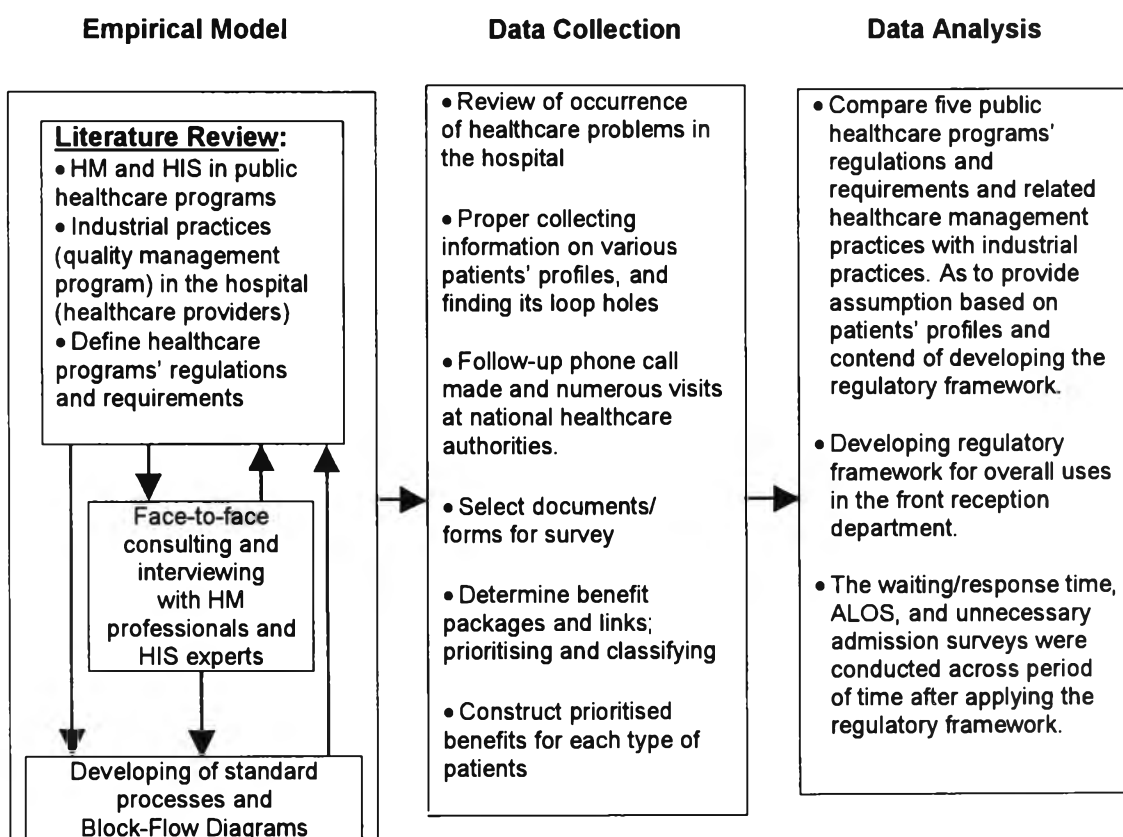 Empirical Model
Literature Review:
• HM and HIS in public
healthcare programs
• Industrial practices
(quality management
program) in the hospital
(healthcare providers)
• Define healthcare
programs' regulations
and requirements
Face-to-face
consulting and
interviewing
with HM
professionals and
HIS experts
Developing of standard
processes and
Block-Flow Diagrams
Data Collection
• Review of occurrence
of healthcare problems in
the hospital
• Proper collecting
information on various
patients' profiles, and
finding its loop holes
• Follow-up phone call
made and numerous visits
at national healthcare
authorities.
• Select documents/
forms for survey
• Determine benefit
packages and links;
prioritising and classifying
• Construct prioritised
benefits for each type of
patients
Data Analysis
• Compare five public
healthcare programs'
regulations and
requirements and related
healthcare management
practices with industrial
practices. As to provide
assumption based on
patients' profiles and
contend of developing the
regulatory framework.
• Developing regulatory
framework for overall uses
in the front reception
department.
• The waiting/response time,
ALOS, and unnecessary
admission surveys were
conducted across period
of time after applying the
regulatory framework.